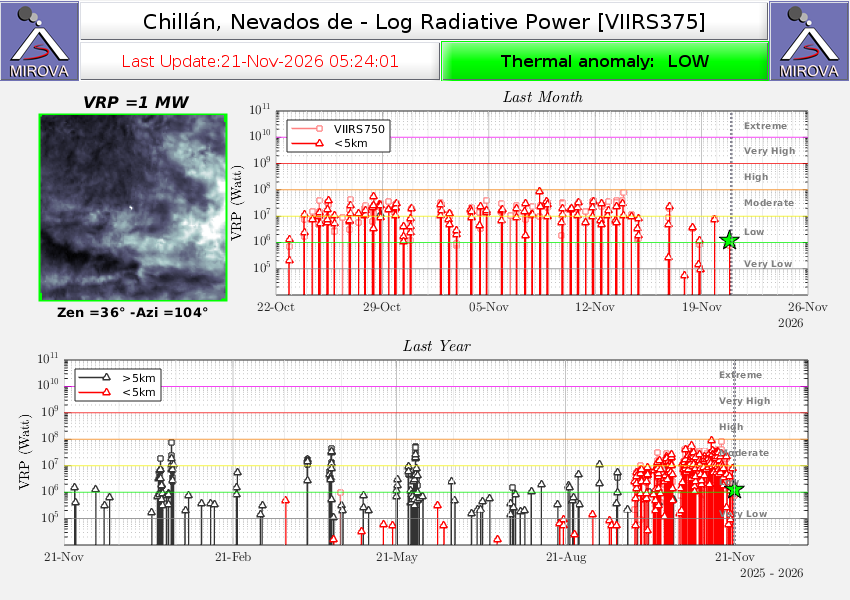 Chillán, Nevados de - Log Radiative Power [VIIRS375]
MIROVA
Last Update:21-Nov-2026 05:24:01
Thermal anomaly: LOW
MIROVA
VRP =1 MW
Zen =36° -Azi =104°
Last Month
VRP (Watt)
10^11
10^10
10^9
10^8
10^7
10^6
10^5
VIIRS750
<5km
Extreme
Very High
High
Moderate
Low
Very Low
22-Oct 29-Oct 05-Nov 12-Nov 19-Nov 26-Nov
2026
Last Year
VRP (Watt)
10^11
10^10
10^9
10^8
10^7
10^6
10^5
>5km
<5km
Extreme
Very High
High
Moderate
Low
Very Low
21-Nov 21-Feb 21-May 21-Aug 21-Nov
2025 - 2026